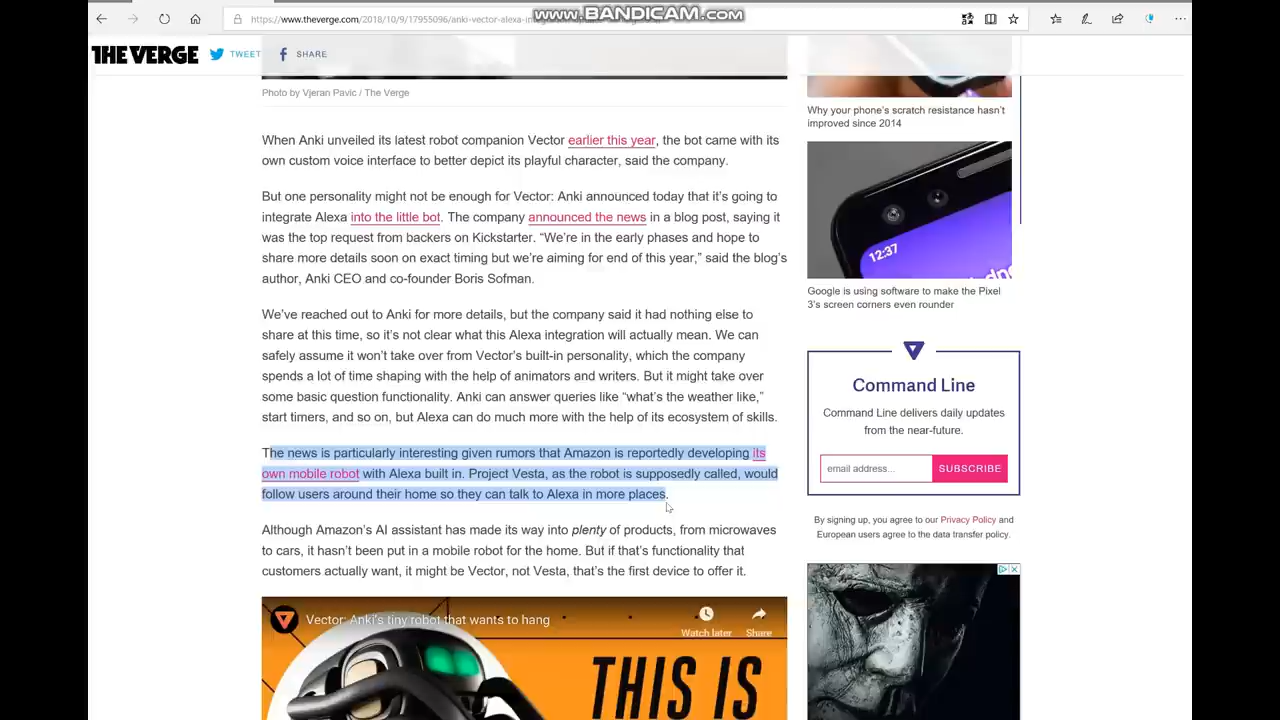 www.BANDICAM.com
https://www.theverge.com/2018/10/9/17955096/anki-vector-alexa-
THE VERGE
TWEET
SHARE
Photo by Vjeran Pavic / The Verge
When Anki unveiled its latest robot companion Vector earlier this year, the bot came with its
own custom voice interface to better depict its playful character, said the company.
But one personality might not be enough for Vector: Anki announced today that it's going to
integrate Alexa into the little bot. The company announced the news in a blog post, saying it
was the top request from backers on Kickstarter. “We're in the early phases and hope to
share more details soon on exact timing but we're aiming for end of this year,” said the blog's
author, Anki CEO and co-founder Boris Sofman.
We've reached out to Anki for more details, but the company said it had nothing else to
share at this time, so it's not clear what this Alexa integration will actually mean. We can
safely assume it won't take over from Vector's built-in personality, which the company
spends a lot of time shaping with the help of animators and writers. But it might take over
some basic question functionality. Anki can answer queries like “what's the weather like,”
start timers, and so on, but Alexa can do much more with the help of its ecosystem of skills.
The news is particularly interesting given rumors that Amazon is reportedly developing its
own mobile robot with Alexa built in. Project Vesta, as the robot is supposedly called, would
follow users around their home so they can talk to Alexa in more places.
Although Amazon's AI assistant has made its way into plenty of products, from microwaves
to cars, it hasn't been put in a mobile robot for the home. But if that's functionality that
customers actually want, it might be Vector, not Vesta, that's the first device to offer it.
Vector: Anki's tiny robot that wants to hang
Watch later
Share
THIS IS
Why your phone's scratch resistance hasn't
improved since 2014
12:37
Google is using software to make the Pixel
3's screen corners even rounder
Command Line
Command Line delivers daily updates
from the near-future.
email address...
SUBSCRIBE
By signing up, you agree to our Privacy Policy and
European users agree to the data transfer policy.